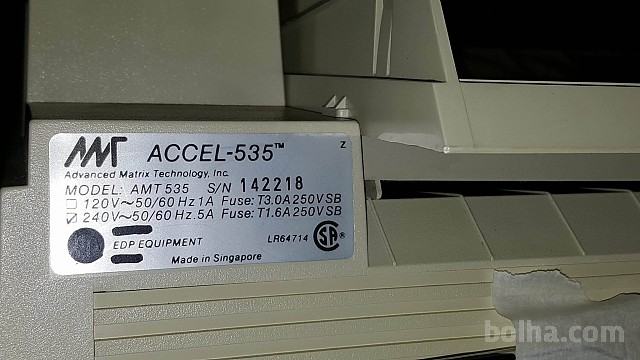 AMT ACCEL-535™
Z
Advanced Matrix Technology, Inc.
MODEL: AMT 535 S/N 142218
120V~50/60 Hz 1A Fuse: T3.0A250VSB
240V~50/60 Hz .5A Fuse: T1.6A250VSB
EDP EQUIPMENT LR64714 SA®
Made in Singapore
bolha.com